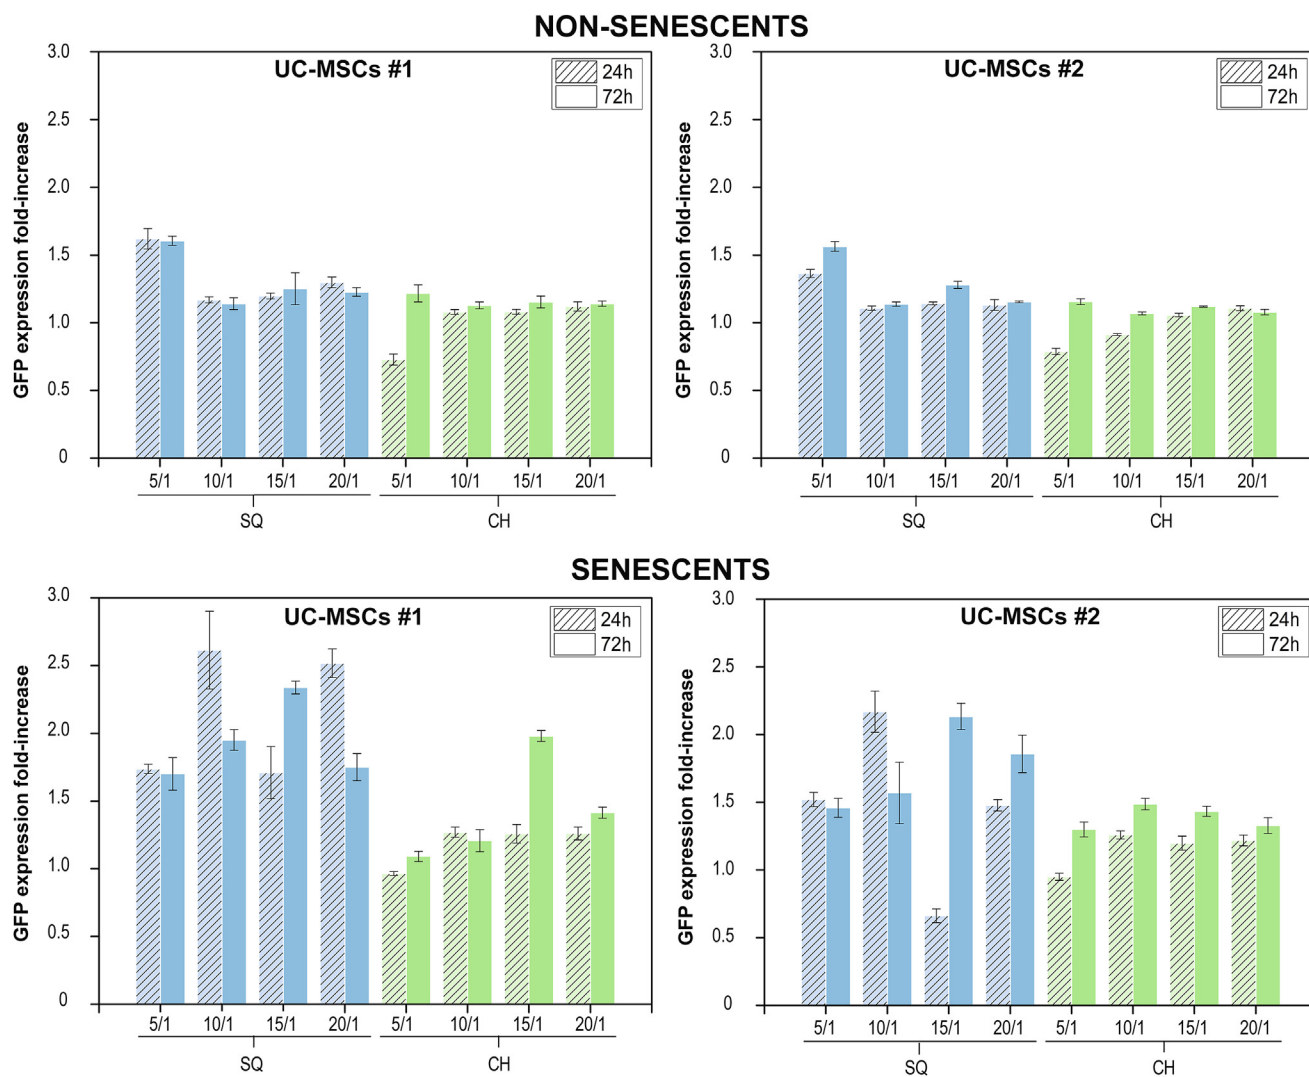 NON-SENESCENTS
UC-MSCs #1
24h
72h
GFP expression fold-increase
3.0
2.5
2.0
1.5
1.0
0.5
0
5/1 10/1 15/1 20/1 5/1 10/1 15/1 20/1
SQ CH
UC-MSCs #2
24h
72h
GFP expression fold-increase
3.0
2.5
2.0
1.5
1.0
0.5
0
5/1 10/1 15/1 20/1 5/1 10/1 15/1 20/1
SQ CH
SENESCENTS
UC-MSCs #1
24h
72h
GFP expression fold-increase
3.0
2.5
2.0
1.5
1.0
0.5
0
5/1 10/1 15/1 20/1 5/1 10/1 15/1 20/1
SQ CH
UC-MSCs #2
24h
72h
GFP expression fold-increase
3.0
2.5
2.0
1.5
1.0
0.5
0
5/1 10/1 15/1 20/1 5/1 10/1 15/1 20/1
SQ CH